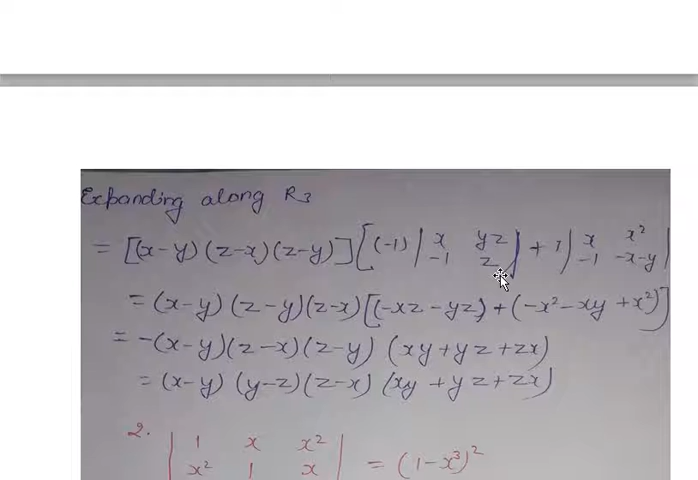 Expanding along R3
= [(x-y)(z-x)(z-y)] [(-1) | x yz
-1 z | + 1 | x x²
-1 -x-y |
= (x-y)(z-y)(z-x) [(-xz-yz) + (-x²-xy+x²)]
= -(x-y)(z-x)(z-y) (xy+yz+zx)
= (x-y)(y-z)(z-x) (xy+yz+zx)
2. | 1 x x²
x² 1 x | = (1-x³)²